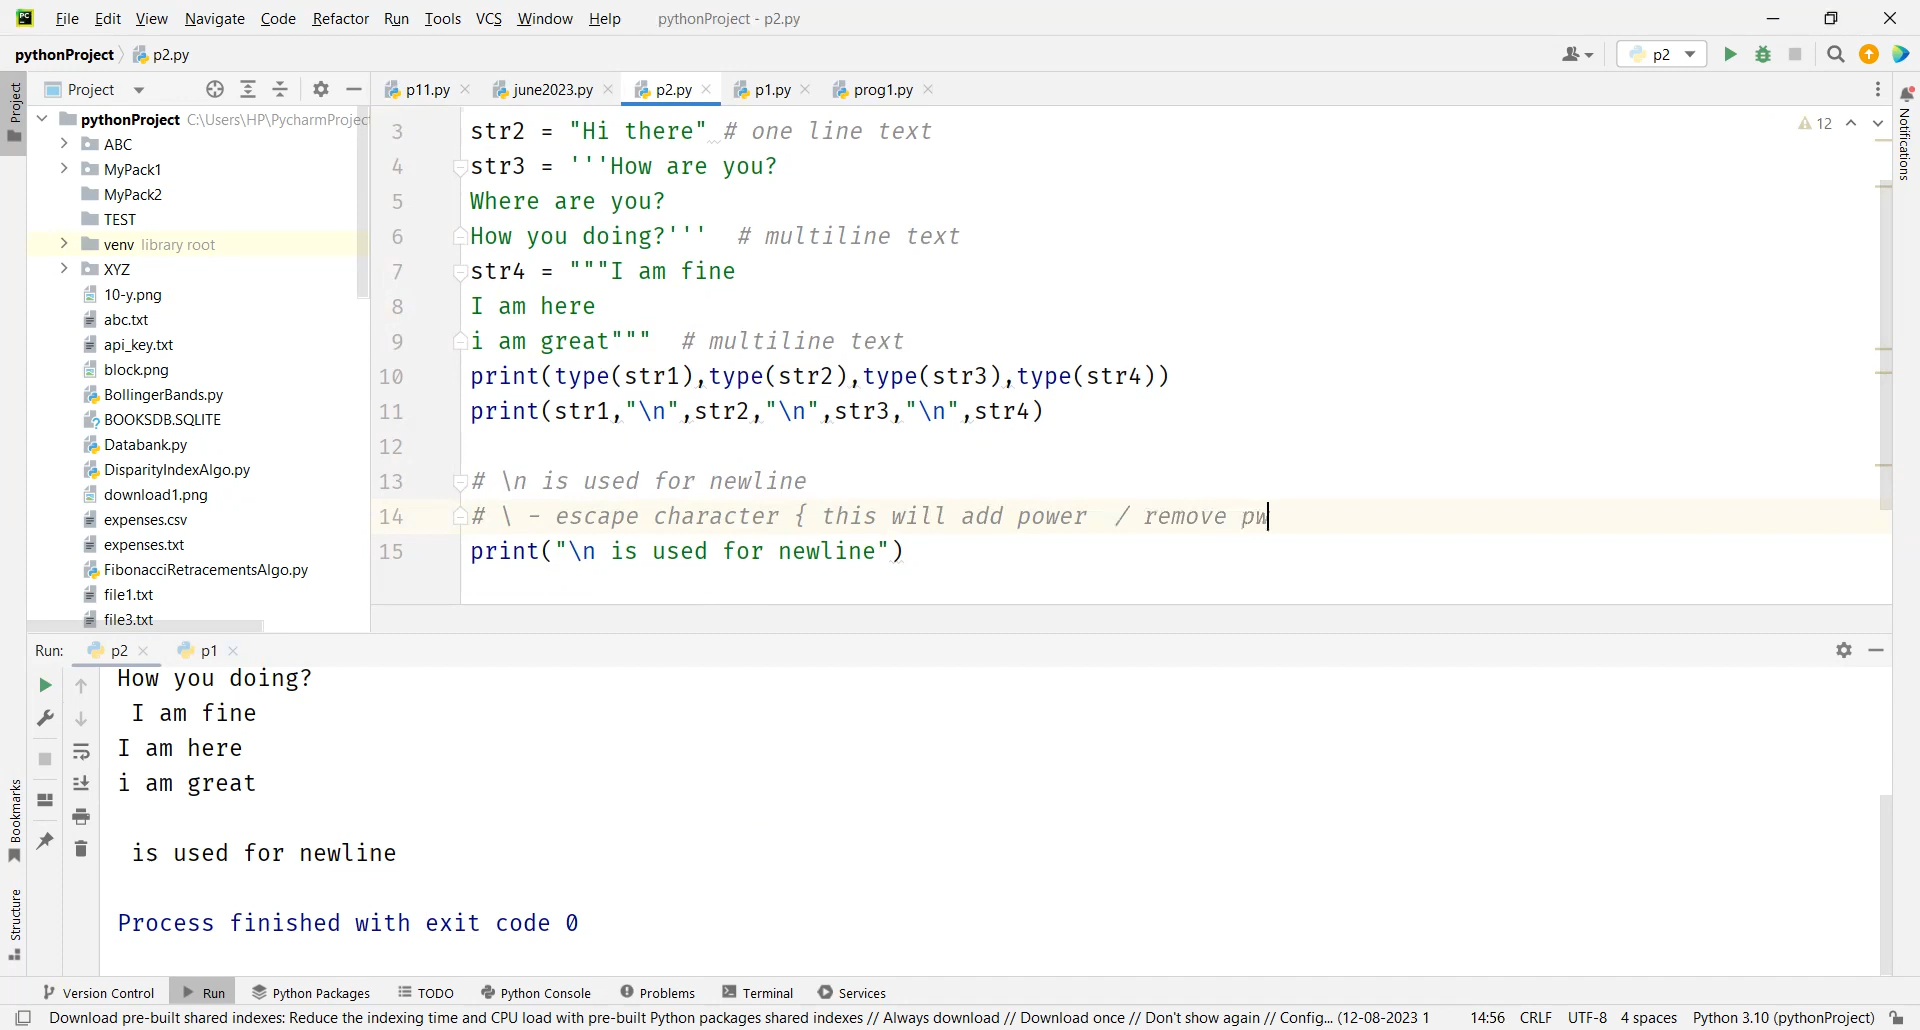 PC File Edit View Navigate Code Refactor Run Tools VCS Window Help pythonProject - p2.py
pythonProject p2.py p2
Project p11.py june2023.py p2.py p1.py prog1.py
Project
Notifications
Bookmarks
Structure
pythonProject C:\Users\HP\PycharmProjec
ABC
MyPack1
MyPack2
TEST
venv library root
XYZ
10-y.png
abc.txt
api_key.txt
block.png
BollingerBands.py
BOOKSDB.SQLITE
Databank.py
DisparityIndexAlgo.py
download1.png
expenses.csv
expenses.txt
FibonacciRetracementsAlgo.py
file1.txt
file3.txt
12
3 str2 = "Hi there" # one line text
4 str3 = '''How are you?
5 Where are you?
6 How you doing?''' # multiline text
7 str4 = """I am fine
8 I am here
9 i am great""" # multiline text
10 print(type(str1),type(str2),type(str3),type(str4))
11 print(str1,"\n",str2,"\n",str3,"\n",str4)
12
13 # \n is used for newline
14 # \ - escape character { this will add power / remove pw
15 print("\n is used for newline")
Run: p2 p1
How you doing?
I am fine
I am here
i am great
is used for newline
Process finished with exit code 0
Version Control Run Python Packages TODO Python Console Problems Terminal Services
Download pre-built shared indexes: Reduce the indexing time and CPU load with pre-built Python packages shared indexes // Always download // Download once // Don't show again // Config... (12-08-2023 1 14:56 CRLF UTF-8 4 spaces Python 3.10 (pythonProject)